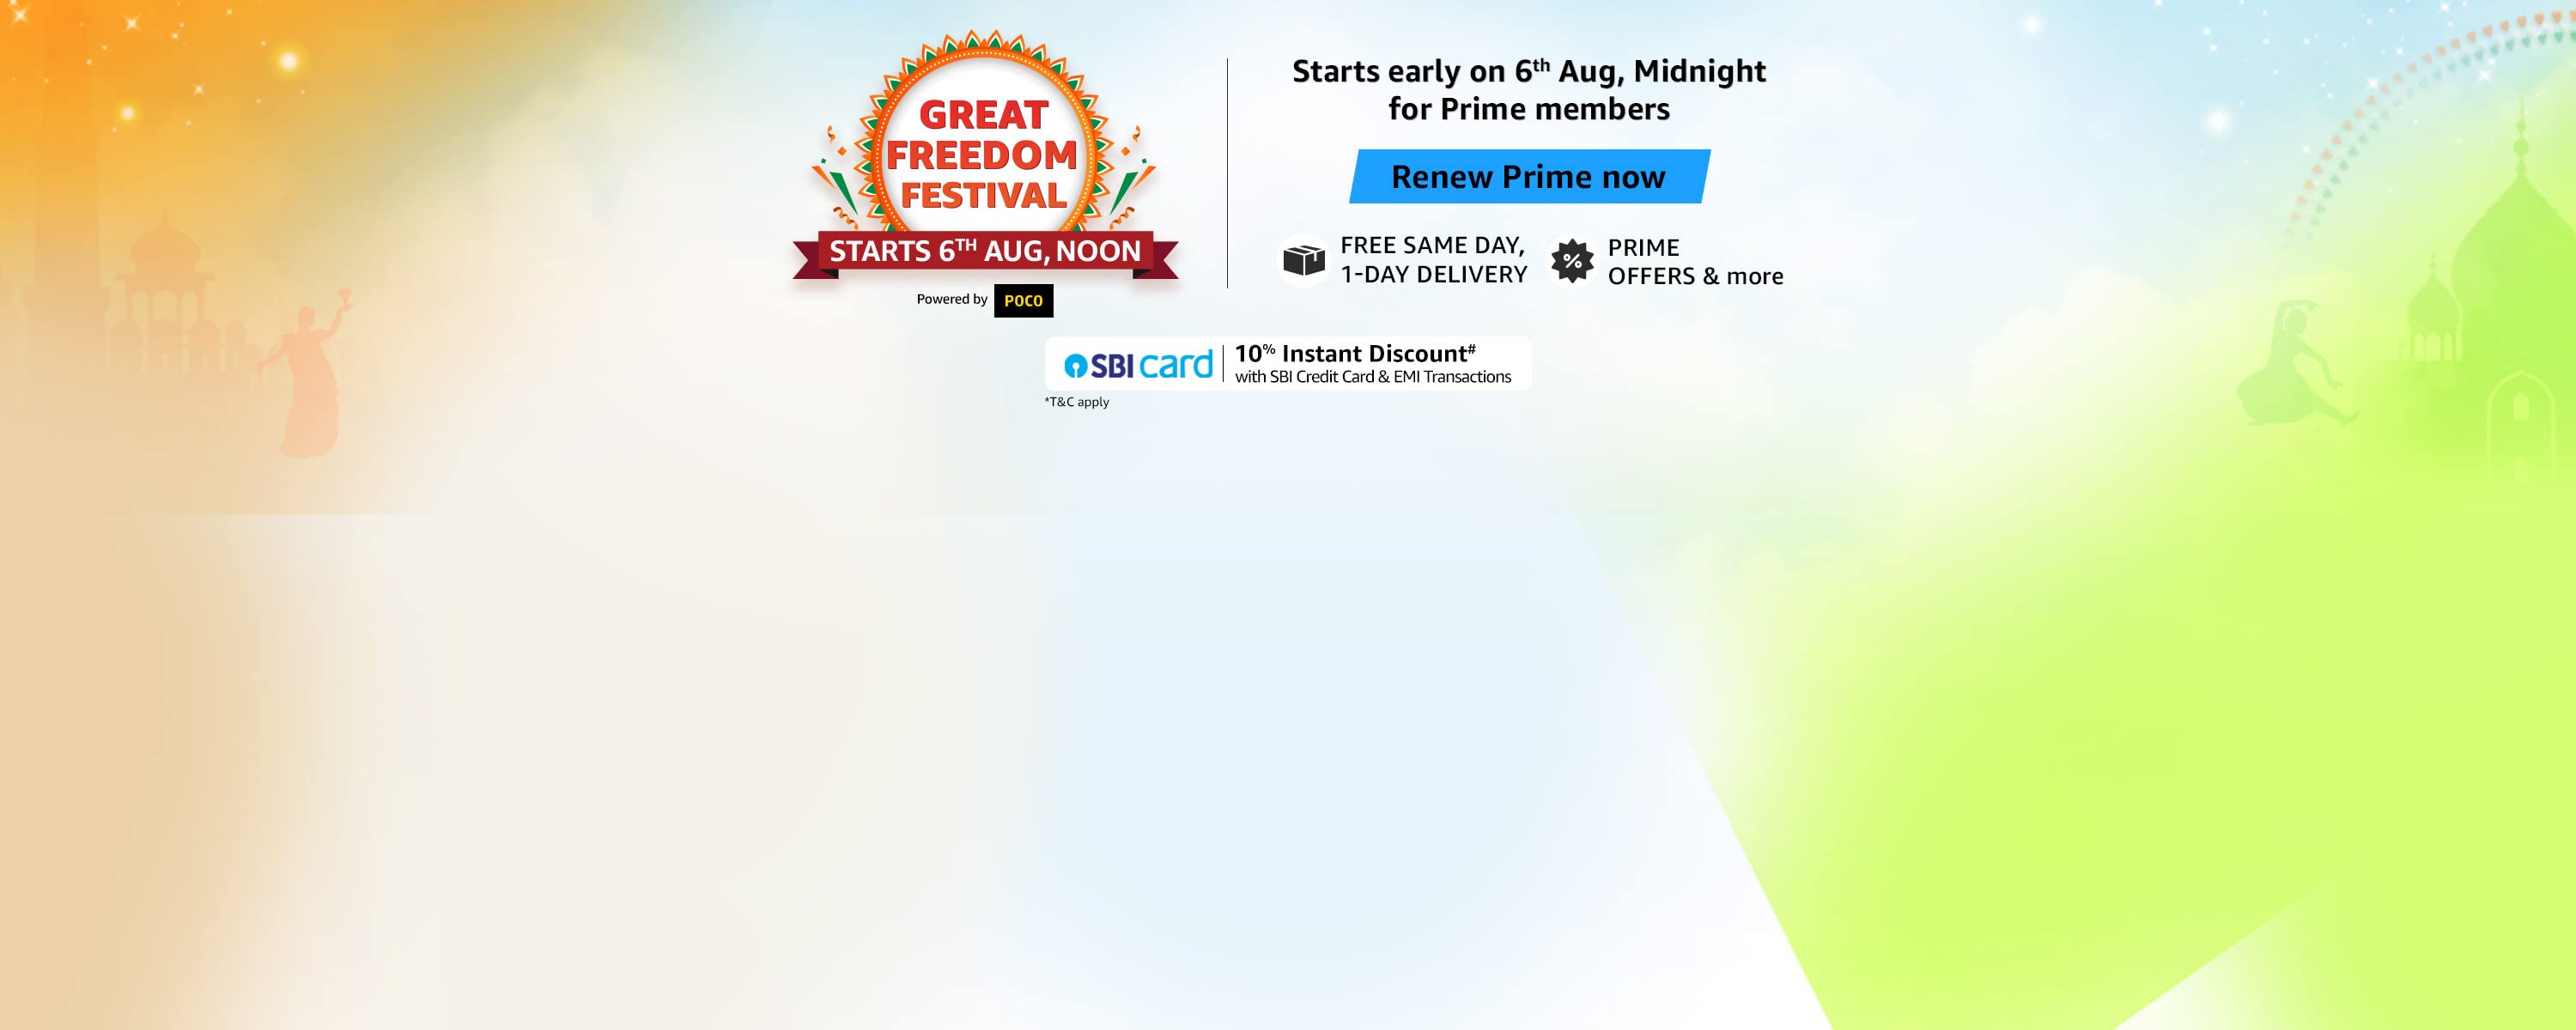 GREAT
FREEDOM
FESTIVAL
STARTS 6TH AUG, NOON
Powered by POCO
Starts early on 6th Aug, Midnight
for Prime members
Renew Prime now
FREE SAME DAY,
1-DAY DELIVERY
PRIME
OFFERS & more
SBI card
10% Instant Discount#
with SBI Credit Card & EMI Transactions
*T&C apply